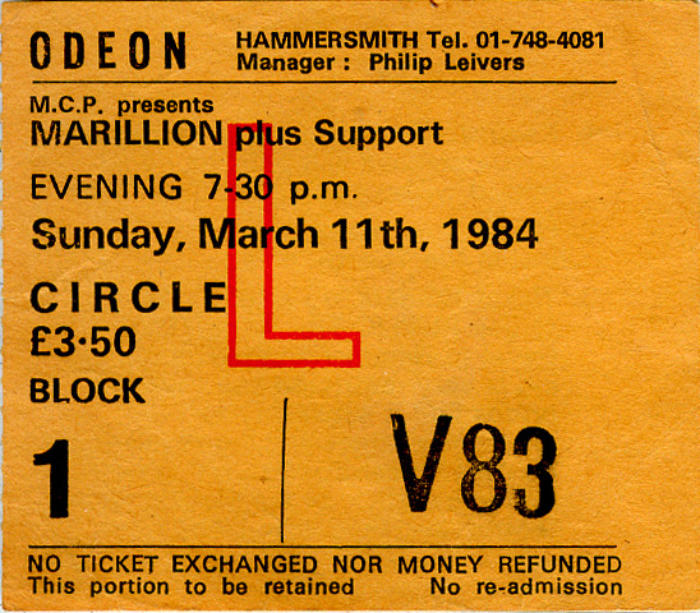 ODEON HAMMERSMITH Tel. 01-748-4081
Manager : Philip Leivers
M.C.P. presents
MARILLION plus Support
EVENING 7-30 p.m.
Sunday, March 11th, 1984
L
CIRCLE
£3·50
BLOCK
1 V83
NO TICKET EXCHANGED NOR MONEY REFUNDED
This portion to be retained No re-admission